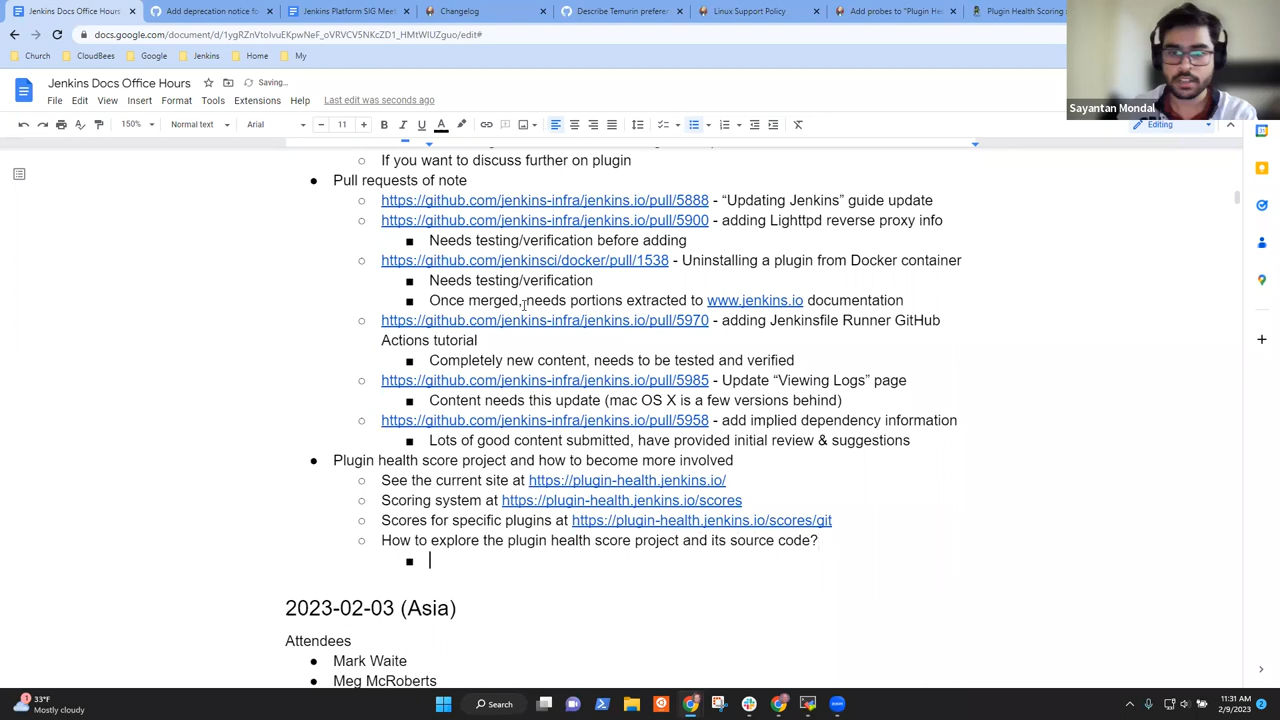 Jenkins Docs Office Hours
Add deprecation notice fo
Jenkins Platform SIG Meet
Changelog
Describe Temurin prefere
Linux Support Policy
Add probes to "Plugin He
Plugin Health Scoring
docs.google.com/document/d/1ygRZnVtoIvuEKpwNeF_oVRVCV5NKcZD1_HMtWIUZguo/edit#
Church
CloudBees
Google
Jenkins
Home
My
Jenkins Docs Office Hours
Saving...
File Edit View Insert Format Tools Extensions Help Last edit was seconds ago
150% Normal text Arial 11 Editing
Sayantan Mondal
If you want to discuss further on plugin
Pull requests of note
https://github.com/jenkins-infra/jenkins.io/pull/5888 - “Updating Jenkins” guide update
https://github.com/jenkins-infra/jenkins.io/pull/5900 - adding Lighttpd reverse proxy info
Needs testing/verification before adding
https://github.com/jenkinsci/docker/pull/1538 - Uninstalling a plugin from Docker container
Needs testing/verification
Once merged, needs portions extracted to www.jenkins.io documentation
https://github.com/jenkins-infra/jenkins.io/pull/5970 - adding Jenkinsfile Runner GitHub
Actions tutorial
Completely new content, needs to be tested and verified
https://github.com/jenkins-infra/jenkins.io/pull/5985 - Update “Viewing Logs” page
Content needs this update (mac OS X is a few versions behind)
https://github.com/jenkins-infra/jenkins.io/pull/5958 - add implied dependency information
Lots of good content submitted, have provided initial review & suggestions
Plugin health score project and how to become more involved
See the current site at https://plugin-health.jenkins.io/
Scoring system at https://plugin-health.jenkins.io/scores
Scores for specific plugins at https://plugin-health.jenkins.io/scores/git
How to explore the plugin health score project and its source code?
2023-02-03 (Asia)
Attendees
Mark Waite
Meg McRoberts
33°F
Mostly cloudy
Search
11:31 AM
2/9/2023